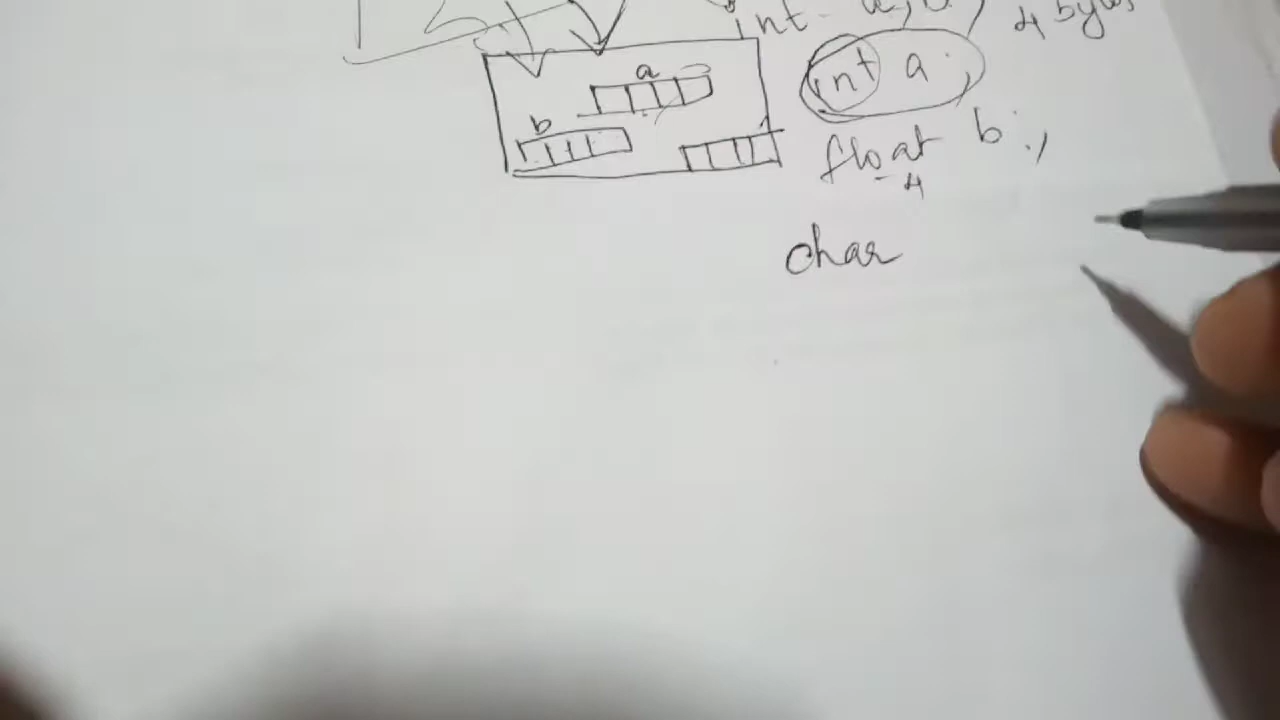 int
4 bytes
a
int a ;
b
float b ;
4
char